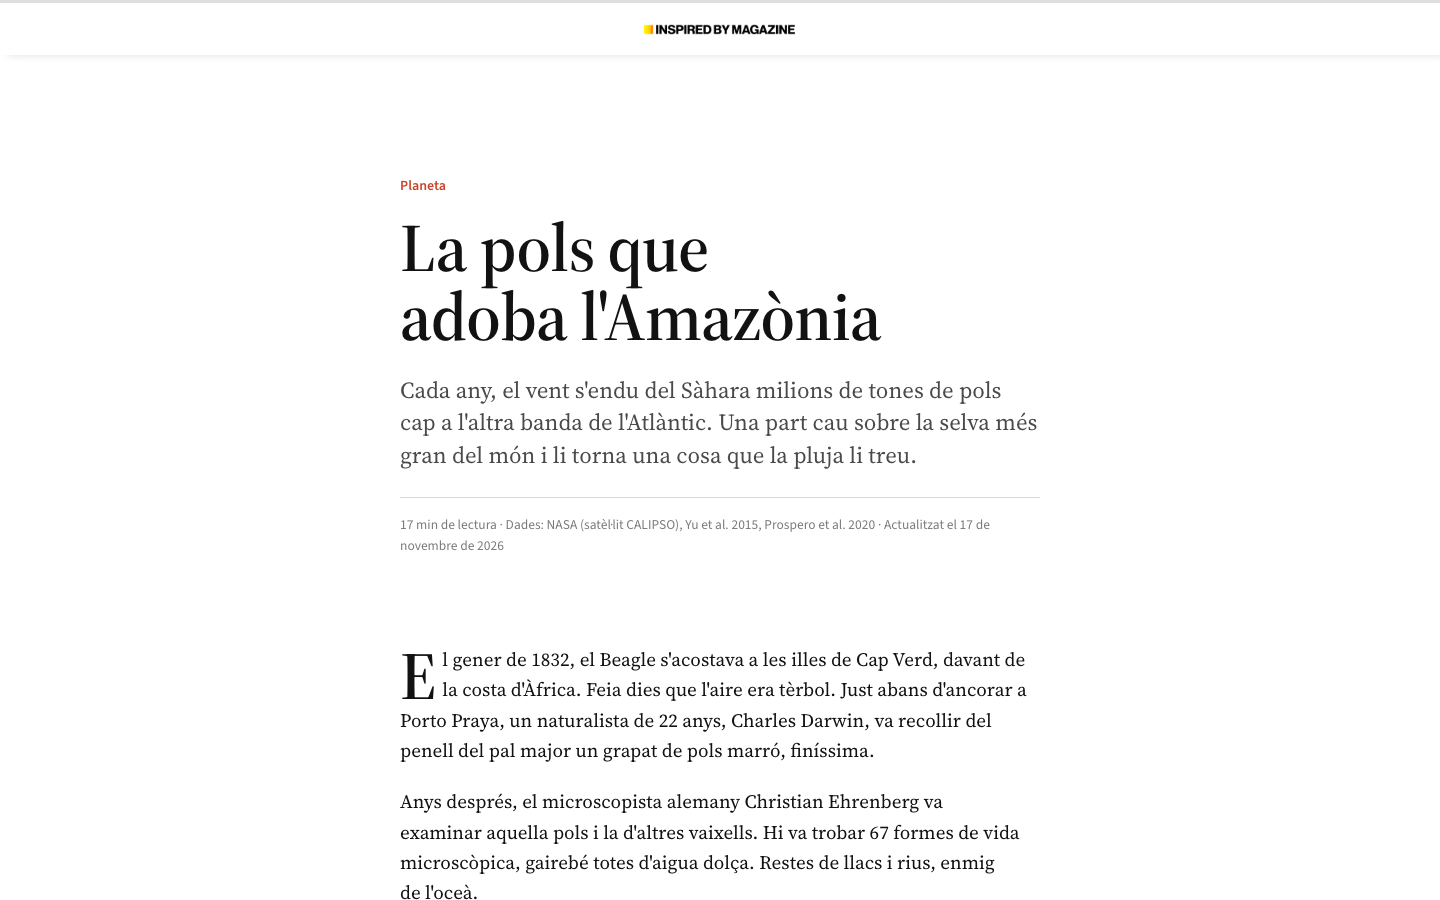 INSPIRED BY MAGAZINE
Planeta
La pols que
adoba l'Amazònia
Cada any, el vent s'endu del Sàhara milions de tones de pols
cap a l'altra banda de l'Atlàntic. Una part cau sobre la selva més
gran del món i li torna una cosa que la pluja li treu.
17 min de lectura · Dades: NASA (satèl·lit CALIPSO), Yu et al. 2015, Prospero et al. 2020 · Actualitzat el 17 de
novembre de 2026
El gener de 1832, el Beagle s'acostava a les illes de Cap Verd, davant de
la costa d'Àfrica. Feia dies que l'aire era tèrbol. Just abans d'ancorar a
Porto Praya, un naturalista de 22 anys, Charles Darwin, va recollir del
penell del pal major un grapat de pols marró, finíssima.
Anys després, el microscopista alemany Christian Ehrenberg va
examinar aquella pols i la d'altres vaixells. Hi va trobar 67 formes de vida
microscòpica, gairebé totes d'aigua dolça. Restes de llacs i rius, enmig
de l'oceà.